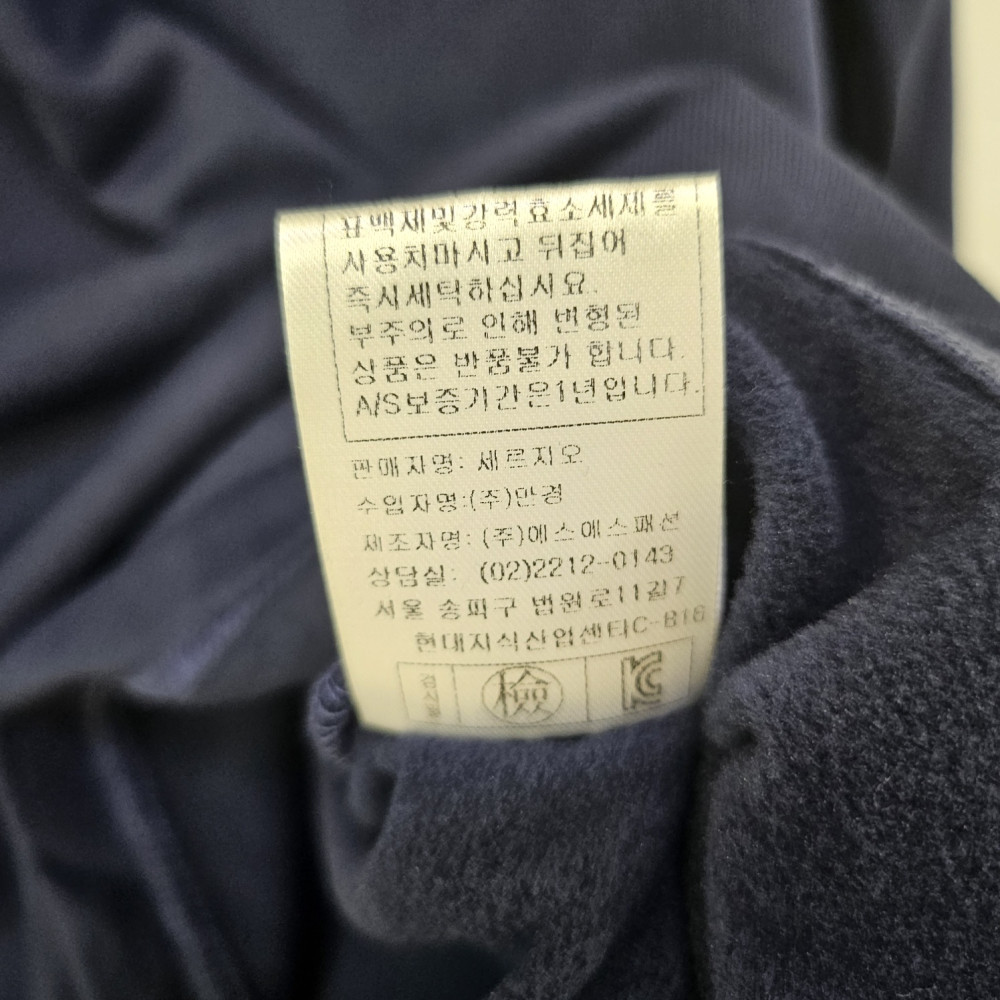 표백제및강력효소세제를
사용치마시고 뒤집어
즉시세탁하십시요.
부주의로 인해 변형된
상품은 반품불가 합니다.
A/S보증기간은1년입니다.
판매자명: 세르지오
수입자명:(주)만경
제조자명: (주)에스에스패션
상담실: (02)2212-0143
서울 송파구 법원로11길7
현대지식산업센터C-B16
검사필 檢